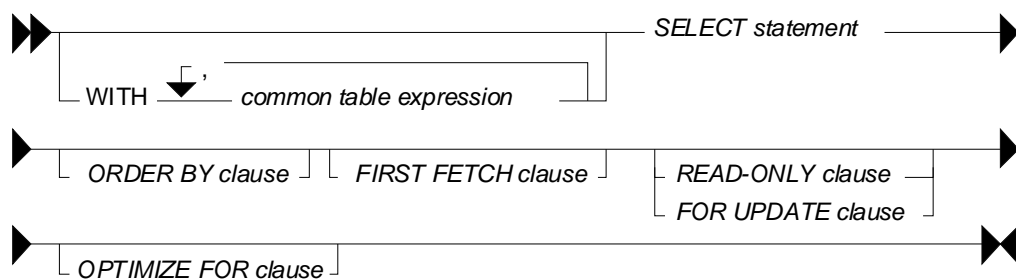 SELECT statement
,
WITH common table expression
ORDER BY clause FIRST FETCH clause READ-ONLY clause
FOR UPDATE clause
OPTIMIZE FOR clause